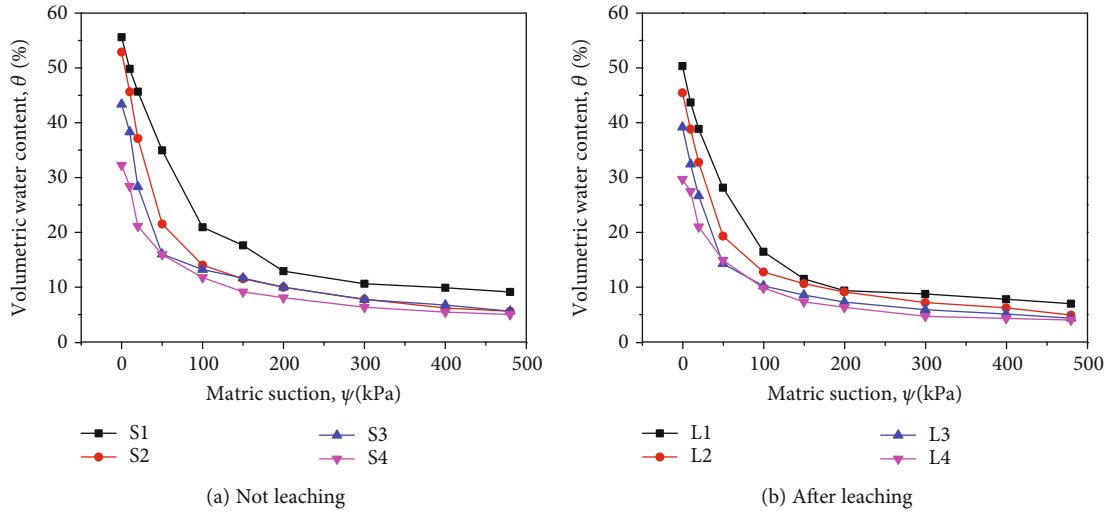 60
50
40
30
20
10
0
Volumetric water content, θ (%)
0 100 200 300 400 500
Matric suction, ψ(kPa)
S1 S3
S2 S4
(a) Not leaching
60
50
40
30
20
10
0
Volumetric water content, θ (%)
0 100 200 300 400 500
Matric suction, ψ(kPa)
L1 L3
L2 L4
(b) After leaching